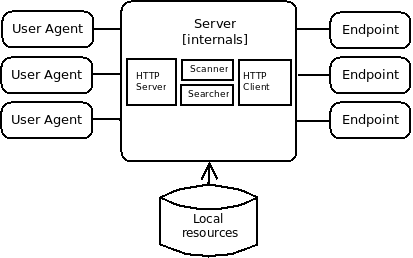 Server
[internals]
User Agent
User Agent
User Agent
HTTP
Server
Scanner
Searcher
HTTP
Client
Endpoint
Endpoint
Endpoint
Local
resources